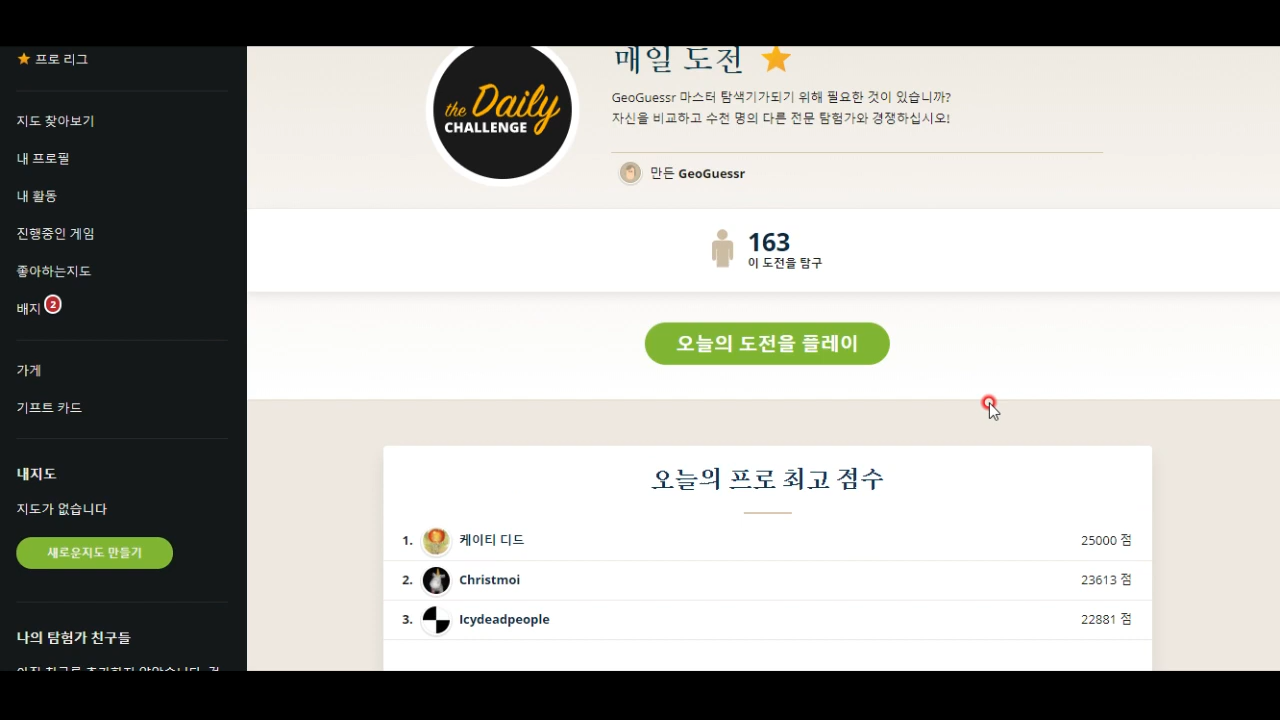 프로 리그
지도 찾아보기
내 프로필
내 활동
진행중인 게임
좋아하는지도
배지 2
가게
기프트 카드
내지도
지도가 없습니다
새로운지도 만들기
나의 탐험가 친구들
the Daily
CHALLENGE
매일 도전
GeoGuessr 마스터 탐색기가되기 위해 필요한 것이 있습니까?
자신을 비교하고 수천 명의 다른 전문 탐험가와 경쟁하십시오!
만든 GeoGuessr
163
이 도전을 탐구
오늘의 도전을 플레이
오늘의 프로 최고 점수
1. 케이티 디드 25000 점
2. Christmoi 23613 점
3. Icydeadpeople 22881 점